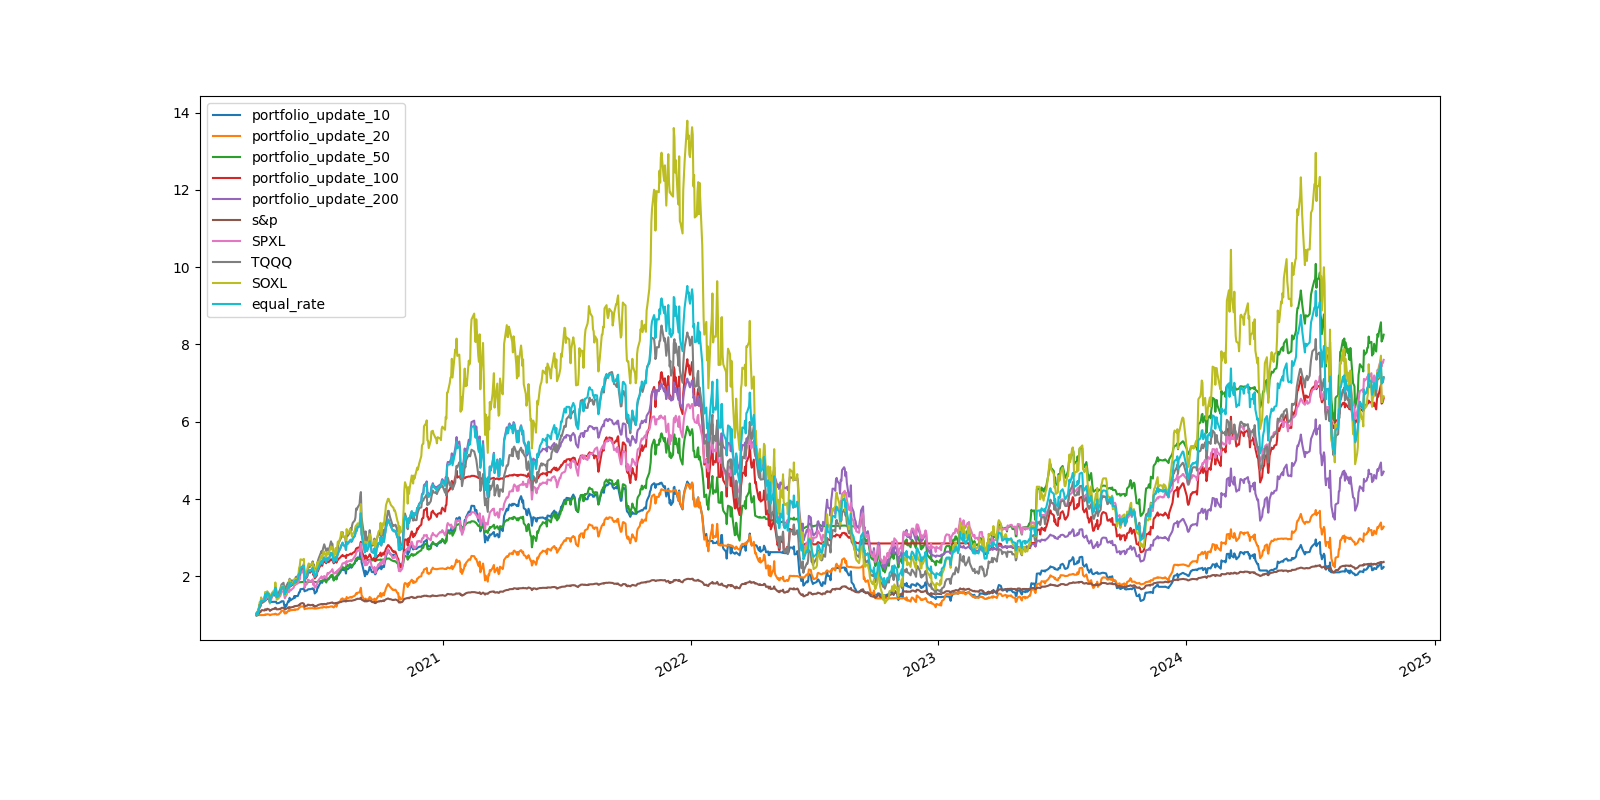 14
12
10
8
6
4
2
portfolio_update_10
portfolio_update_20
portfolio_update_50
portfolio_update_100
portfolio_update_200
s&p
SPXL
TQQQ
SOXL
equal_rate
2021
2022
2023
2024
2025